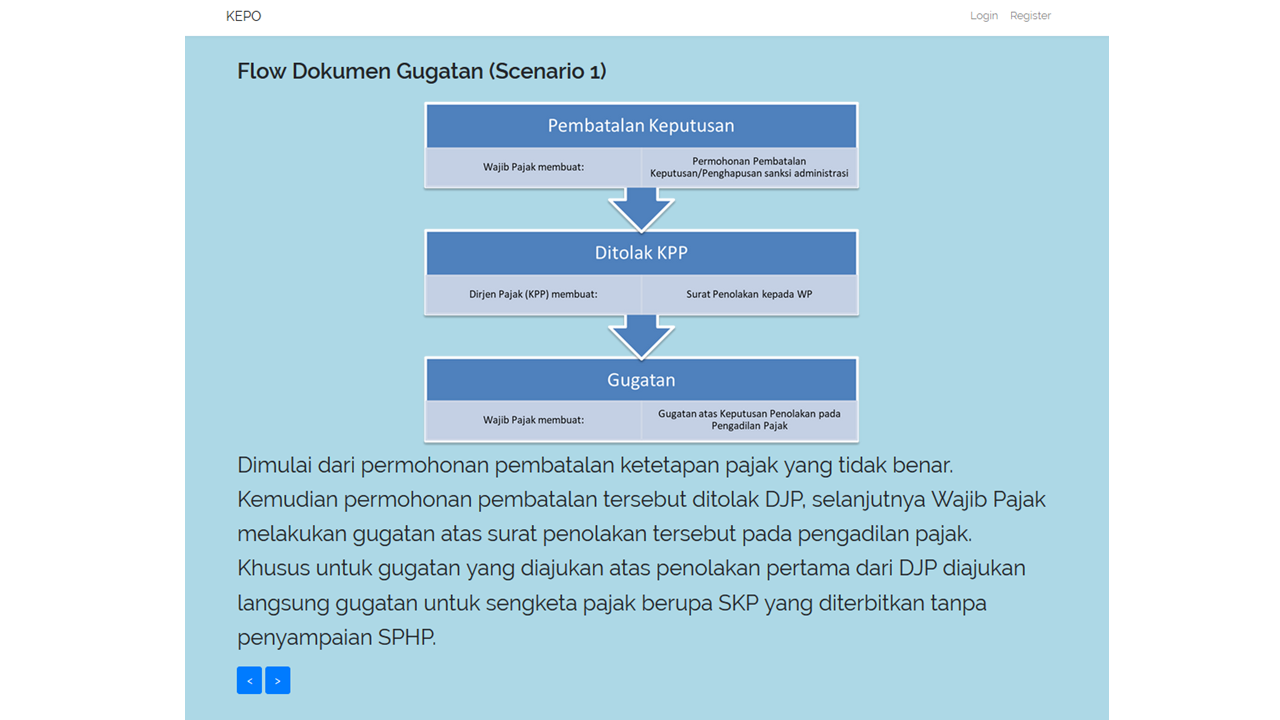 KEPO
Login Register
Flow Dokumen Gugatan (Scenario 1)
Pembatalan Keputusan
Wajib Pajak membuat:
Permohonan Pembatalan
Keputusan/Penghapusan sanksi administrasi
Ditolak KPP
Dirjen Pajak (KPP) membuat:
Surat Penolakan kepada WP
Gugatan
Wajib Pajak membuat:
Gugatan atas Keputusan Penolakan pada
Pengadilan Pajak
Dimulai dari permohonan pembatalan ketetapan pajak yang tidak benar.
Kemudian permohonan pembatalan tersebut ditolak DJP, selanjutnya Wajib Pajak
melakukan gugatan atas surat penolakan tersebut pada pengadilan pajak.
Khusus untuk gugatan yang diajukan atas penolakan pertama dari DJP diajukan
langsung gugatan untuk sengketa pajak berupa SKP yang diterbitkan tanpa
penyampaian SPHP.
< >